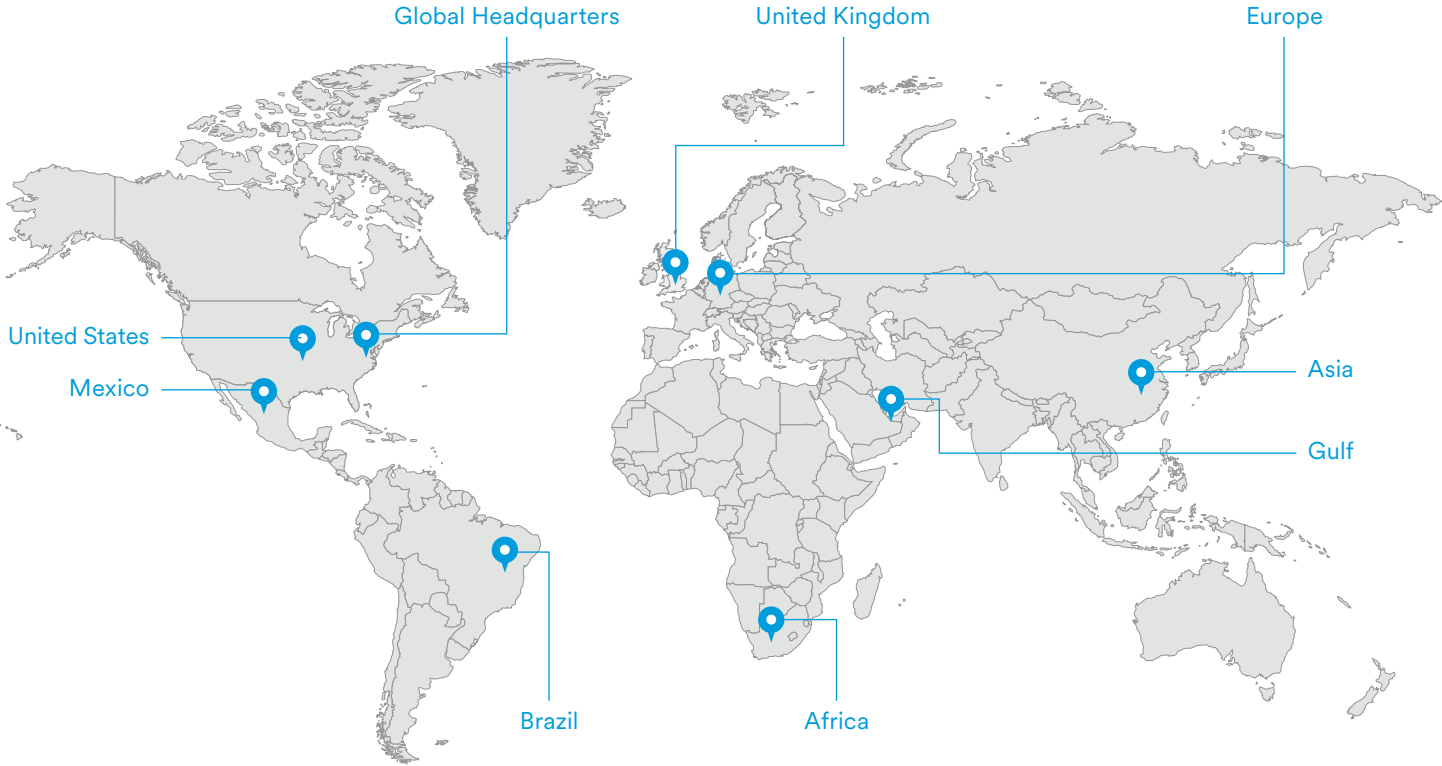 Global Headquarters
United Kingdom
Europe
United States
Mexico
Asia
Gulf
Brazil
Africa